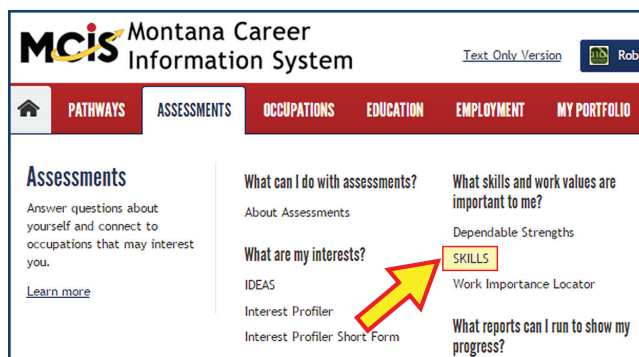 MCIS Montana Career
Information System
Text Only Version
Rob
PATHWAYS ASSESSMENTS OCCUPATIONS EDUCATION EMPLOYMENT MY PORTFOLIO
Assessments
Answer questions about
yourself and connect to
occupations that may interest
you.
Learn more
What can I do with assessments?
About Assessments
What are my interests?
IDEAS
Interest Profiler
Interest Profiler Short Form
What skills and work values are
important to me?
Dependable Strengths
SKILLS
Work Importance Locator
What reports can I run to show my
progress?